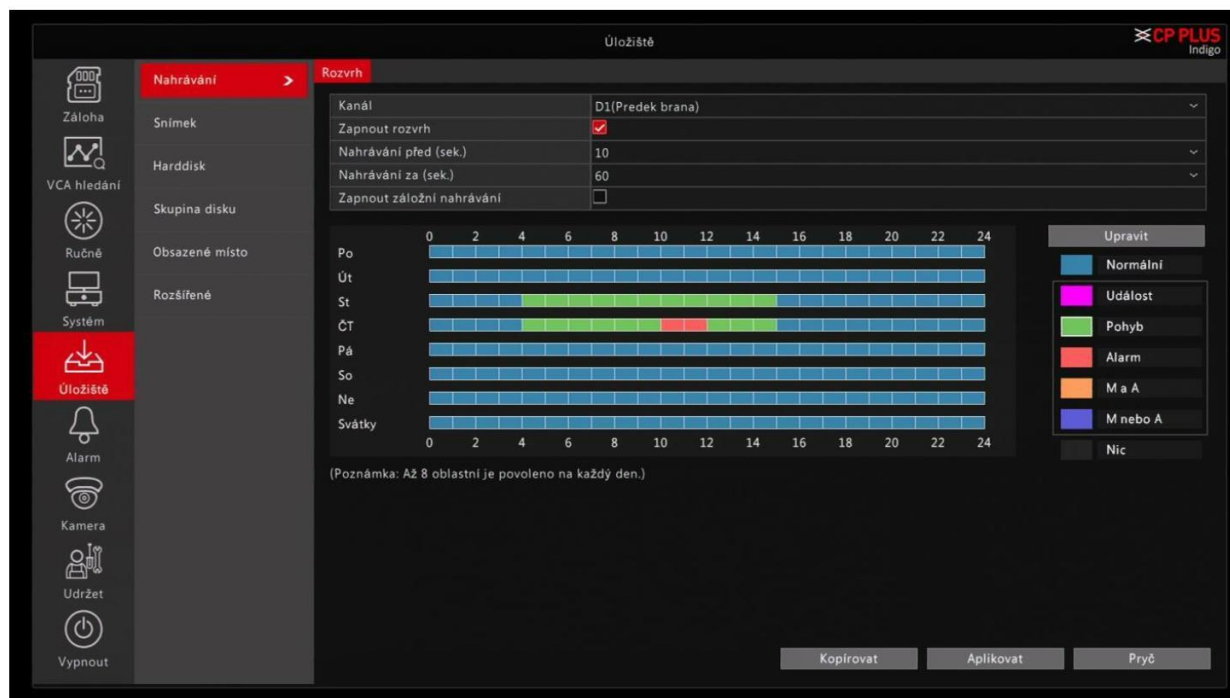 Úložiště
CP PLUS
Indigo
Záloha
VCA hledání
Ručně
Systém
Úložiště
Alarm
Kamera
Udržet
Vypnout
Nahrávání >
Snímek
Harddisk
Skupina disku
Obsazené místo
Rozšířené
Rozvrh
Kanál D1(Predek brana)
Zapnout rozvrh
Nahrávání před (sek.) 10
Nahrávání za (sek.) 60
Zapnout záložní nahrávání
0 2 4 6 8 10 12 14 16 18 20 22 24
Po
Út
St
ČT
Pá
So
Ne
Svátky
0 2 4 6 8 10 12 14 16 18 20 22 24
(Poznámka: Až 8 oblastní je povoleno na každý den.)
Upravit
Normální
Událost
Pohyb
Alarm
M a A
M nebo A
Nic
Kopírovat Aplikovat Pryč